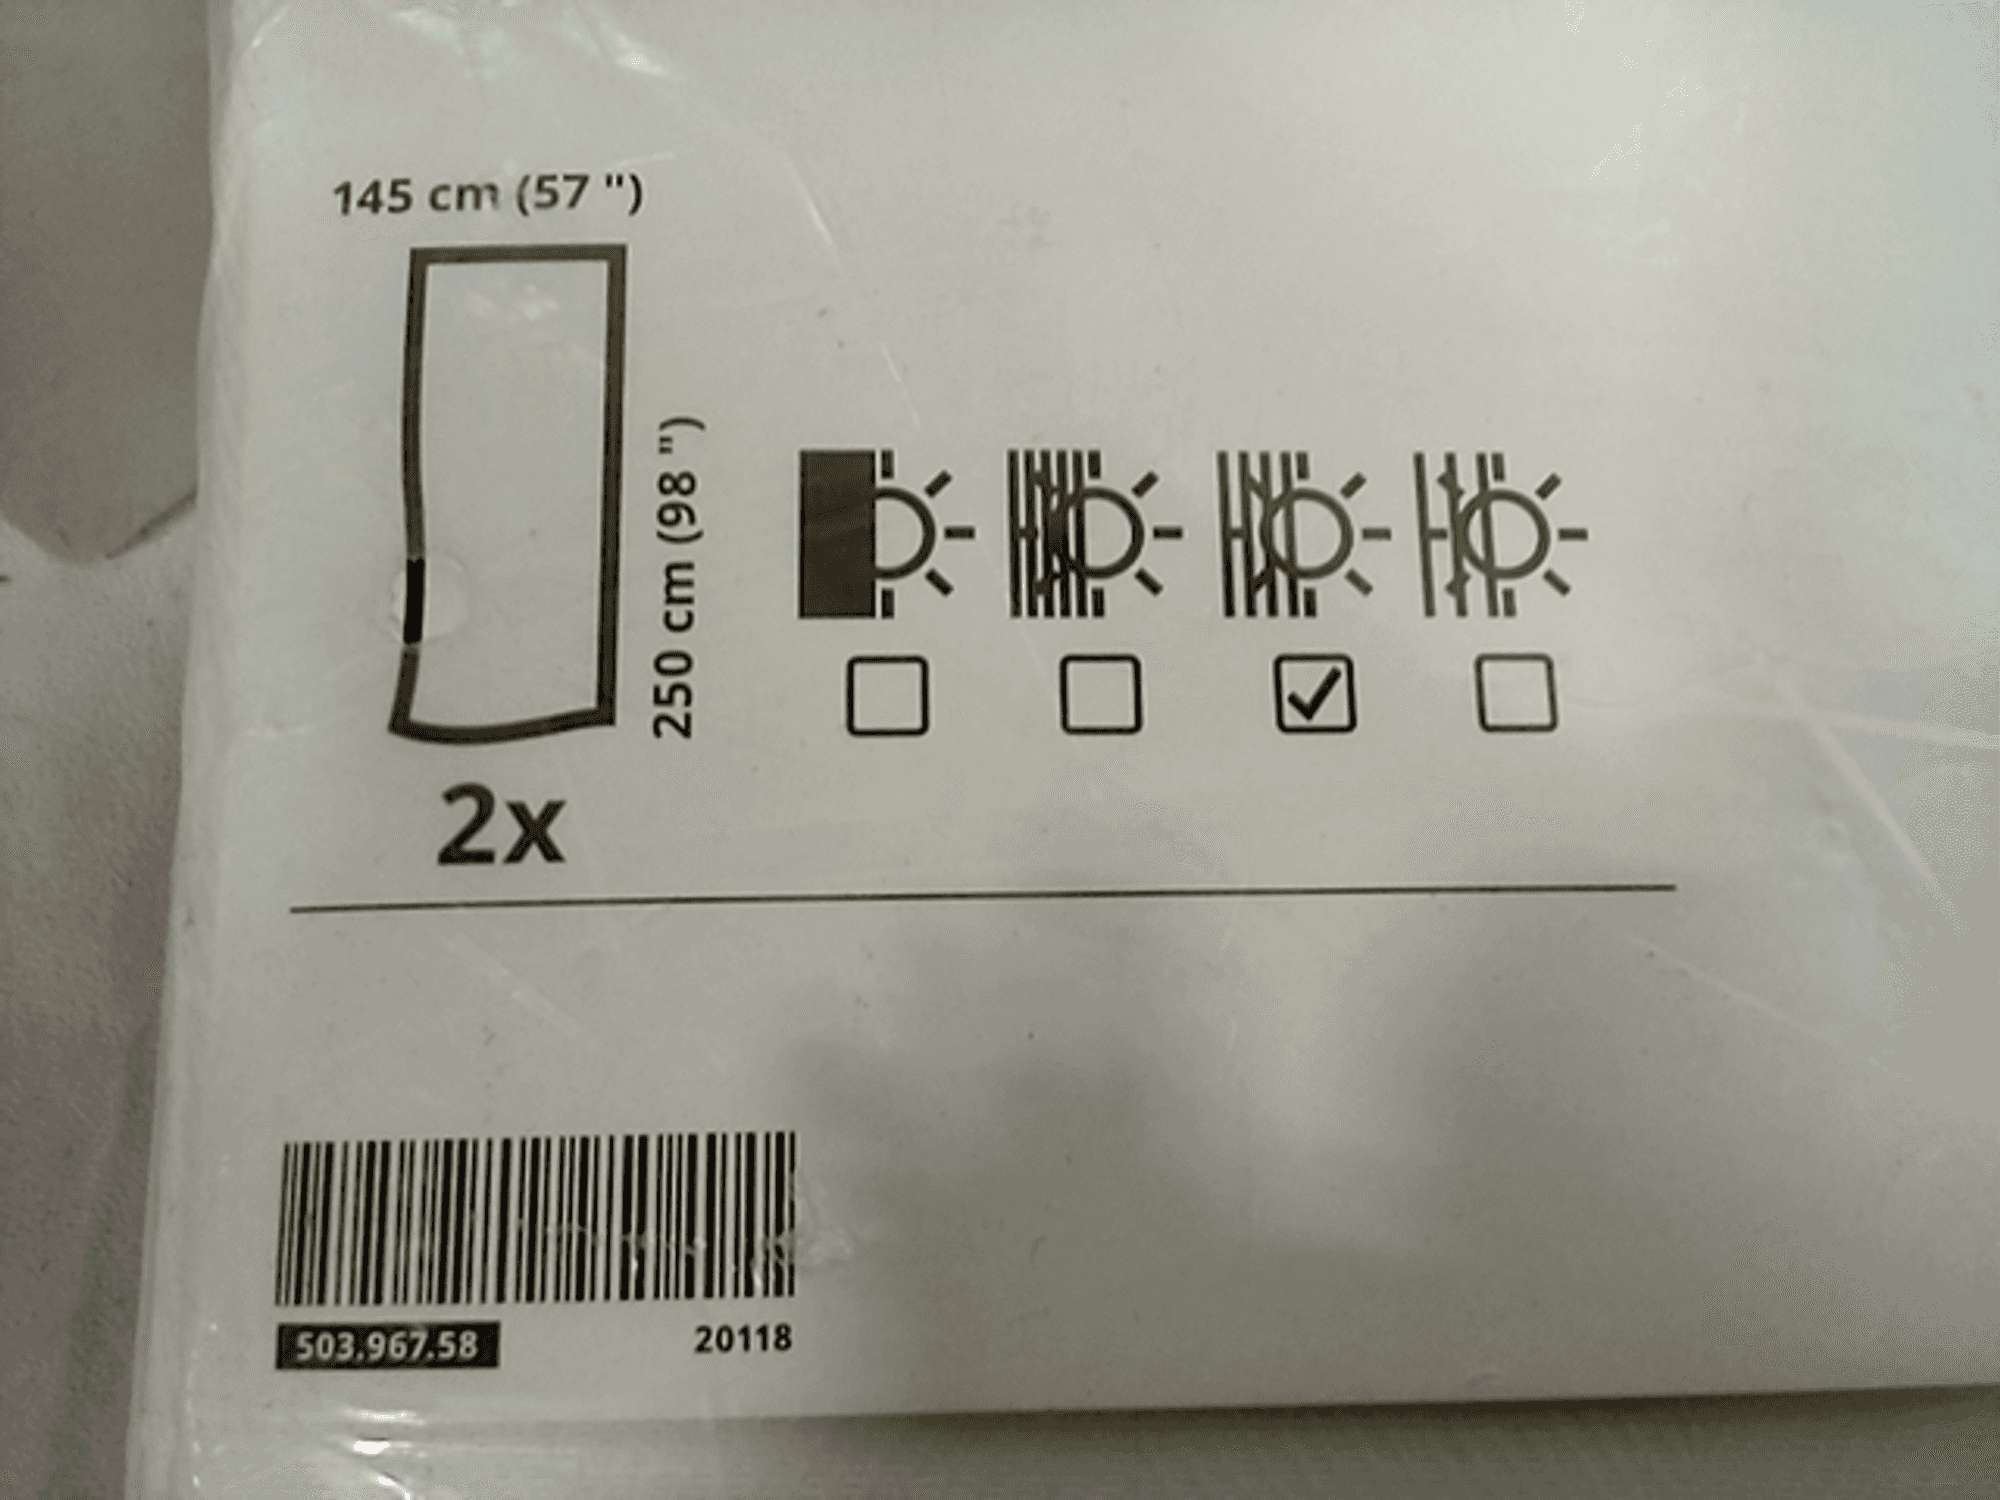 145 cm (57 ")
250 cm (98 ")
2x
503.967.58
20118